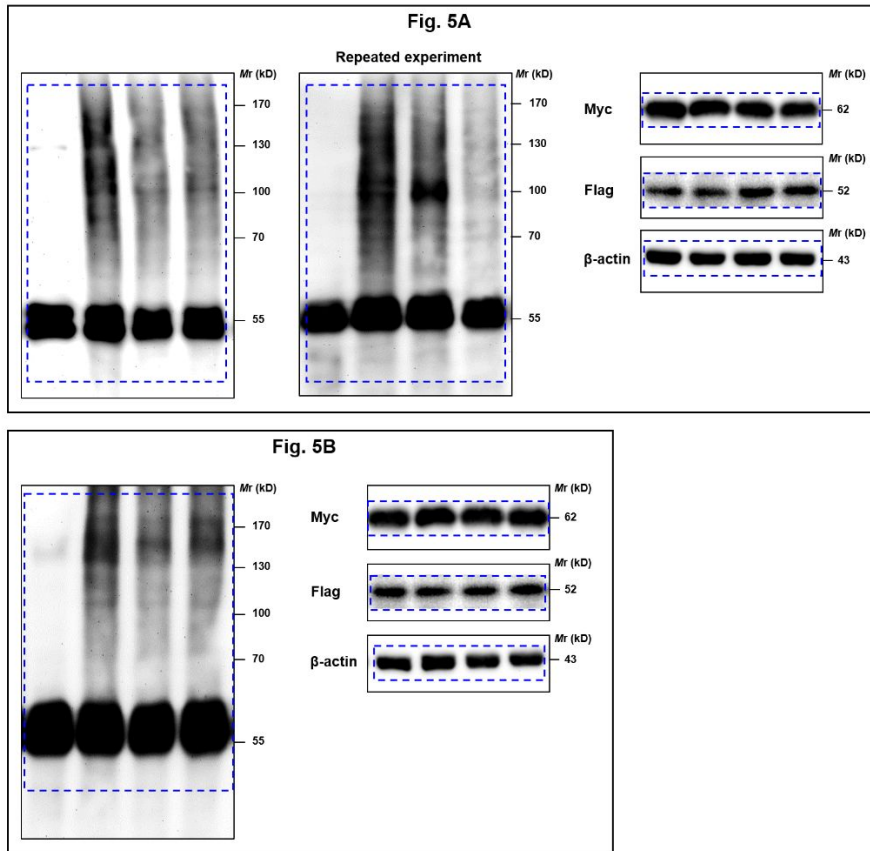 Fig. 5A
Repeated experiment
Mr (kD)
170
130
100
70
55
Mr (kD)
170
130
100
70
55
Mr (kD)
Myc
62
Mr (kD)
Flag
52
Mr (kD)
β-actin
43
Fig. 5B
Mr (kD)
170
130
100
70
55
Mr (kD)
Myc
62
Mr (kD)
Flag
52
Mr (kD)
β-actin
43